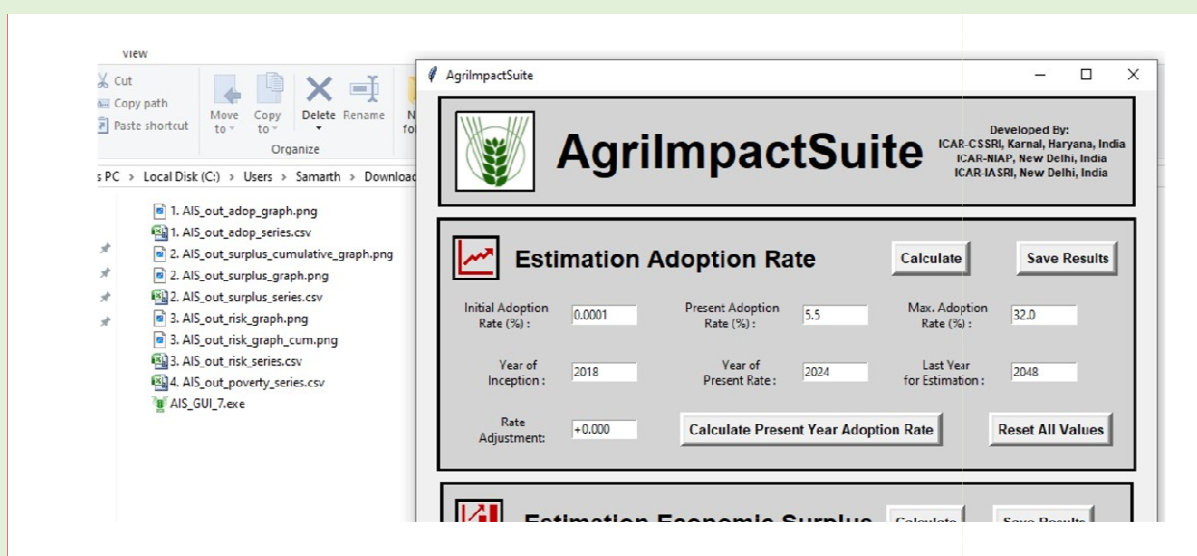 View
Cut
Copy path
Paste shortcut
Move to
Copy to
Delete
Rename
Organize
s PC > Local Disk (C:) > Users > Samarth > Downloac
1. AIS_out_adop_graph.png
1. AIS_out_adop_series.csv
2. AIS_out_surplus_cumulative_graph.png
2. AIS_out_surplus_graph.png
2. AIS_out_surplus_series.csv
3. AIS_out_risk_graph.png
3. AIS_out_risk_graph_cum.png
3. AIS_out_risk_series.csv
4. AIS_out_poverty_series.csv
AIS_GUI_7.exe
AgriImpactSuite
AgriImpactSuite
Developed By:
ICAR-CSSRI, Karnal, Haryana, India
ICAR-NIAP, New Delhi, India
ICAR-IASRI, New Delhi, India
Estimation Adoption Rate
Calculate
Save Results
Initial Adoption
Rate (%) :
0.0001
Present Adoption
Rate (%) :
5.5
Max. Adoption
Rate (%) :
32.0
Year of
Inception :
2018
Year of
Present Rate :
2024
Last Year
for Estimation :
2048
Rate
Adjustment:
+0.000
Calculate Present Year Adoption Rate
Reset All Values
Estimation Economic Surplus
Calculate
Save Results